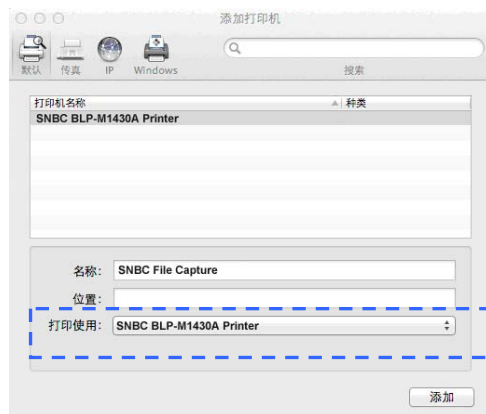 添加打印机
默认 传真 IP Windows 搜索
打印机名称 种类
SNBC BLP-M1430A Printer
名称: SNBC File Capture
位置:
打印使用: SNBC BLP-M1430A Printer
添加